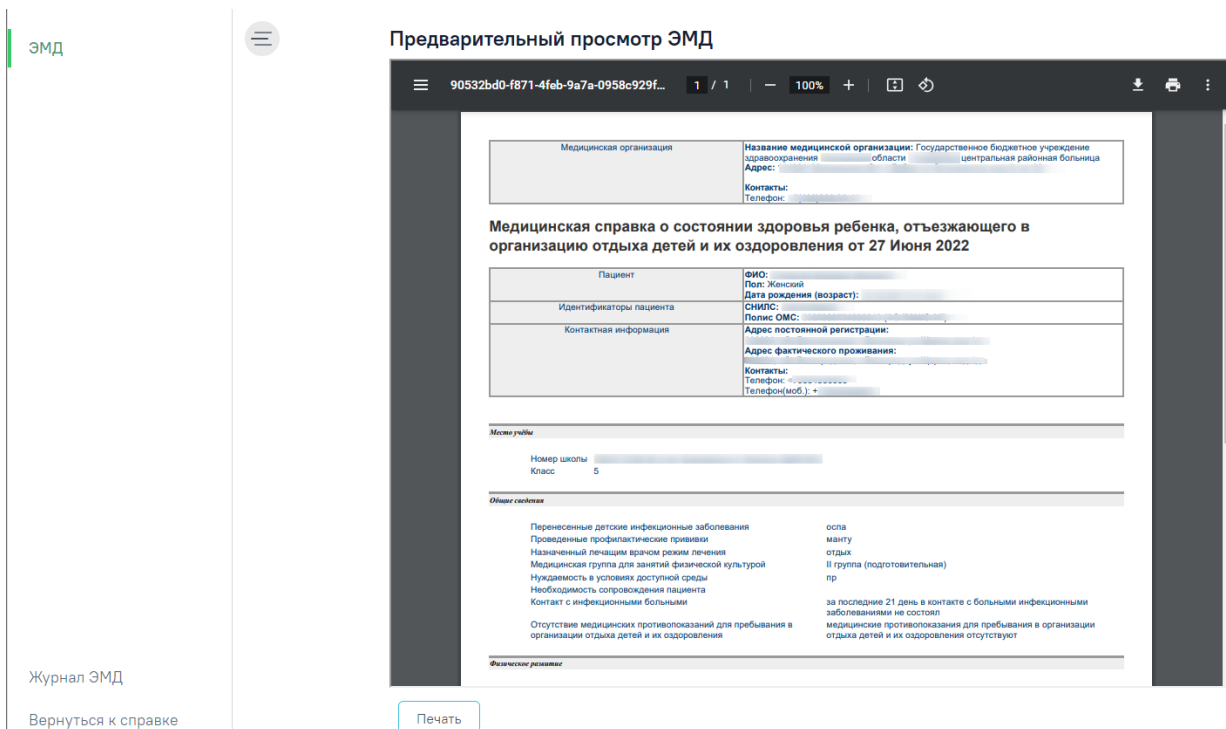 ЭМД
Предварительный просмотр ЭМД
90532bd0-f871-4feb-9a7a-0958c929f... 1 / 1 100%
Медицинская организация
Название медицинской организации: Государственное бюджетное учреждение
здравоохранения области центральная районная больница
Адрес:
Контакты:
Телефон:
Медицинская справка о состоянии здоровья ребенка, отъезжающего в
организацию отдыха детей и их оздоровления от 27 Июня 2022
Пациент
ФИО:
Пол: Женский
Дата рождения (возраст):
Идентификаторы пациента
СНИЛС:
Полис ОМС:
Контактная информация
Адрес постоянной регистрации:
Адрес фактического проживания:
Контакты:
Телефон:
Телефон(моб.): +
Место учёбы
Номер школы
Класс 5
Общие сведения
Перенесенные детские инфекционные заболевания оспа
Проведенные профилактические прививки манту
Назначенный лечащим врачом режим лечения отдых
Медицинская группа для занятий физической культурой II группа (подготовительная)
Нуждаемость в условиях доступной среды пр
Необходимость сопровождения пациента
Контакт с инфекционными больными за последние 21 день в контакте с больными инфекционными
заболеваниями не состоял
Отсутствие медицинских противопоказаний для пребывания в медицинские противопоказания для пребывания в организации
организации отдыха детей и их оздоровления отдыха детей и их оздоровления отсутствуют
Физическое развитие
Журнал ЭМД
Вернуться к справке
Печать